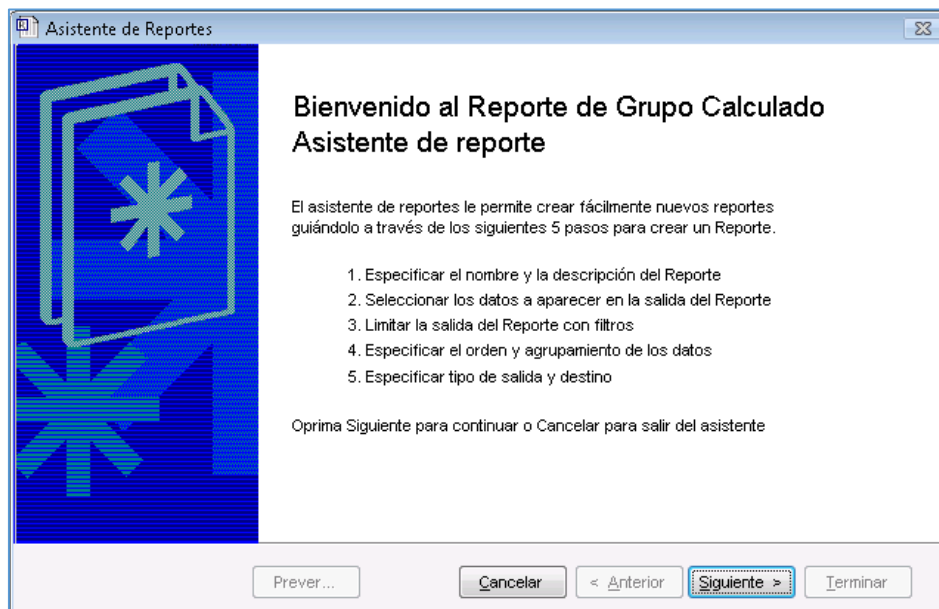 Asistente de Reportes
Bienvenido al Reporte de Grupo Calculado
Asistente de reporte
El asistente de reportes le permite crear fácilmente nuevos reportes
guiándolo a través de los siguientes 5 pasos para crear un Reporte.
1. Especificar el nombre y la descripción del Reporte
2. Seleccionar los datos a aparecer en la salida del Reporte
3. Limitar la salida del Reporte con filtros
4. Especificar el orden y agrupamiento de los datos
5. Especificar tipo de salida y destino
Oprima Siguiente para continuar o Cancelar para salir del asistente
Prever... Cancelar < Anterior Siguiente > Terminar